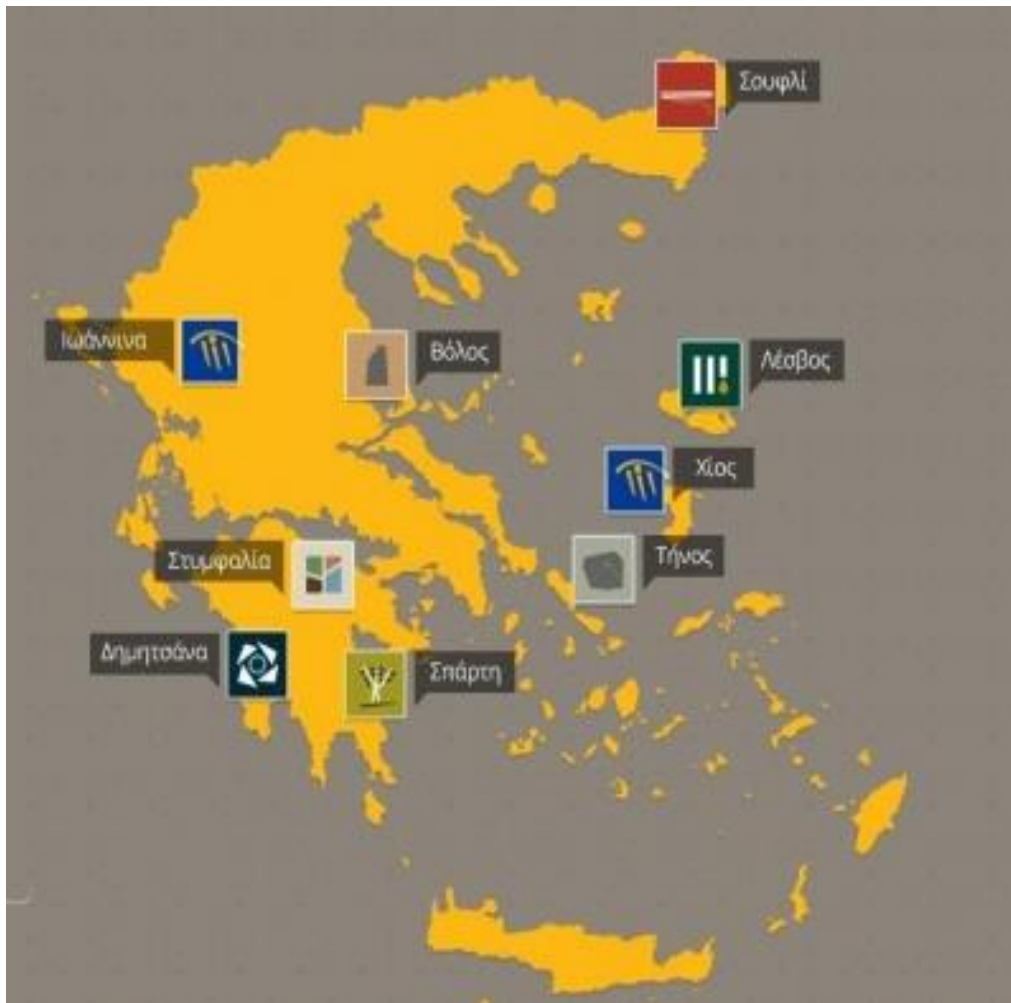 Σουφλί
Ιωάννινα
Βόλος
Λέσβος
Χίος
Στυμφαλία
Τήνος
Δημητσάνα
Σπάρτη